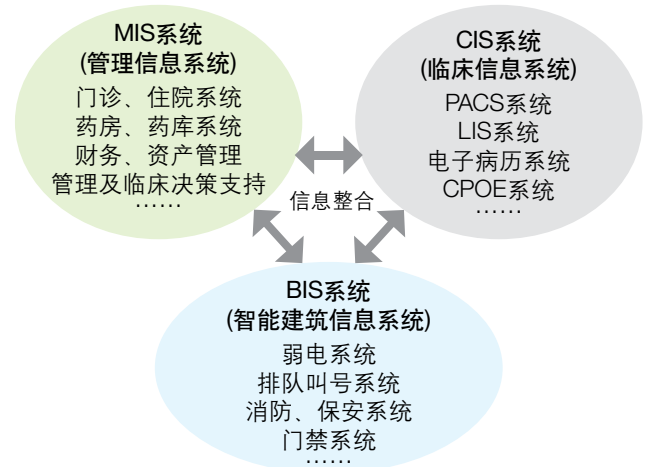 MIS系统
(管理信息系统)
门诊、住院系统
药房、药库系统
财务、资产管理
管理及临床决策支持
……
CIS系统
(临床信息系统)
PACS系统
LIS系统
电子病历系统
CPOE系统
……
信息整合
BIS系统
(智能建筑信息系统)
弱电系统
排队叫号系统
消防、保安系统
门禁系统
……